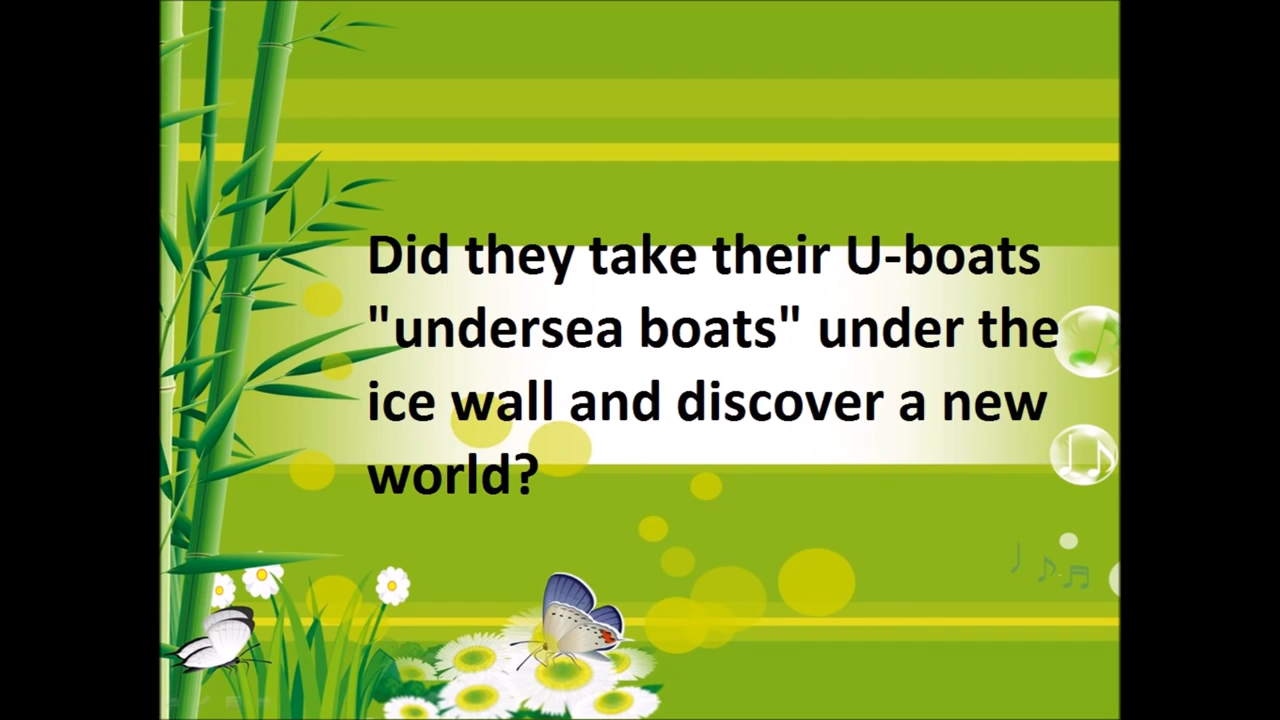 Did they take their U-boats
"undersea boats" under the
ice wall and discover a new
world?